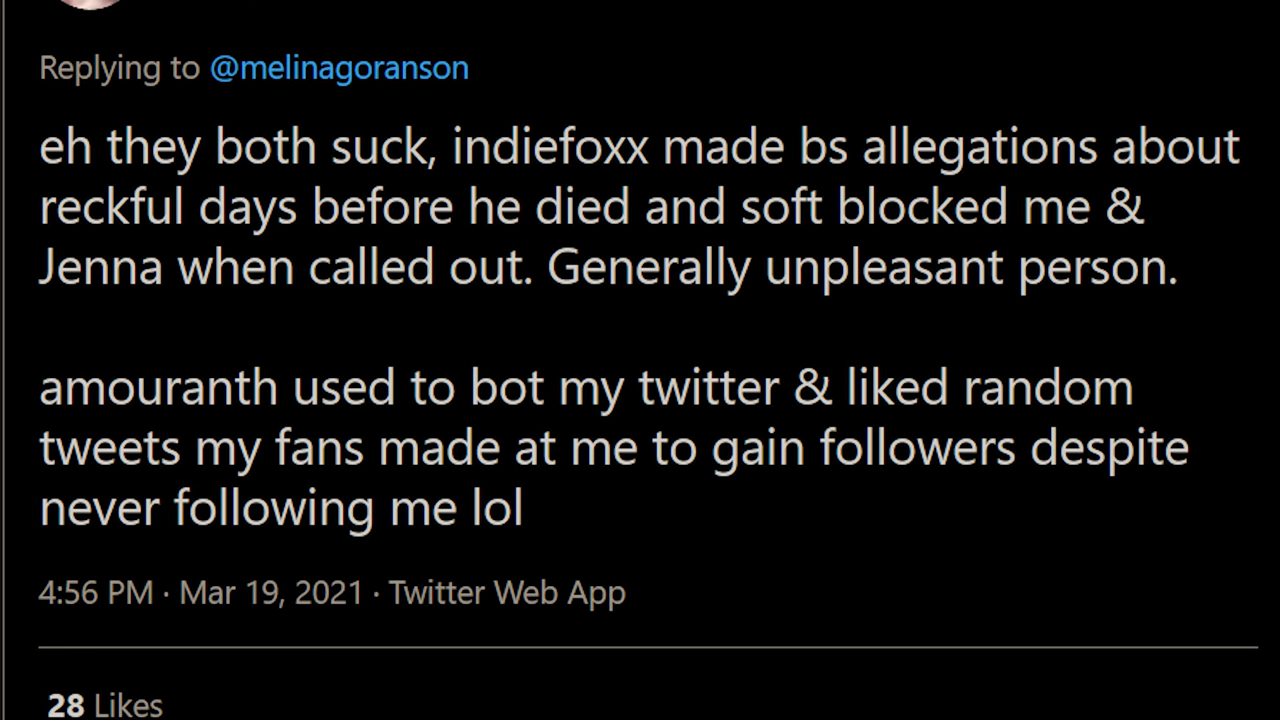 Replying to @melinagoranson
eh they both suck, indiefoxx made bs allegations about
reckful days before he died and soft blocked me &
Jenna when called out. Generally unpleasant person.
amouranth used to bot my twitter & liked random
tweets my fans made at me to gain followers despite
never following me lol
4:56 PM · Mar 19, 2021 · Twitter Web App
28 Likes